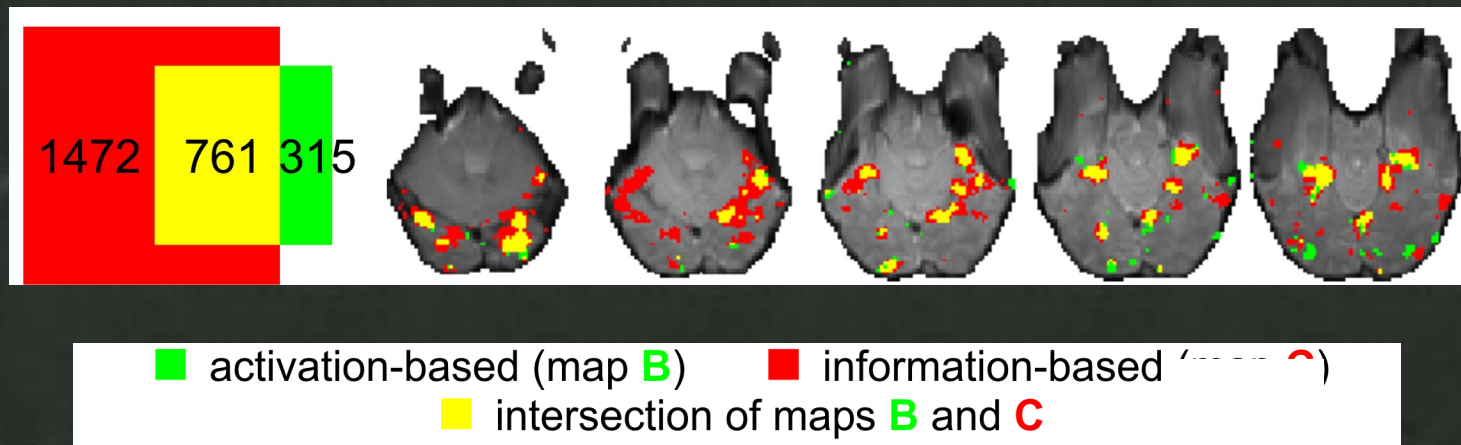 1472 761 315
activation-based (map B) information-based )
intersection of maps B and C